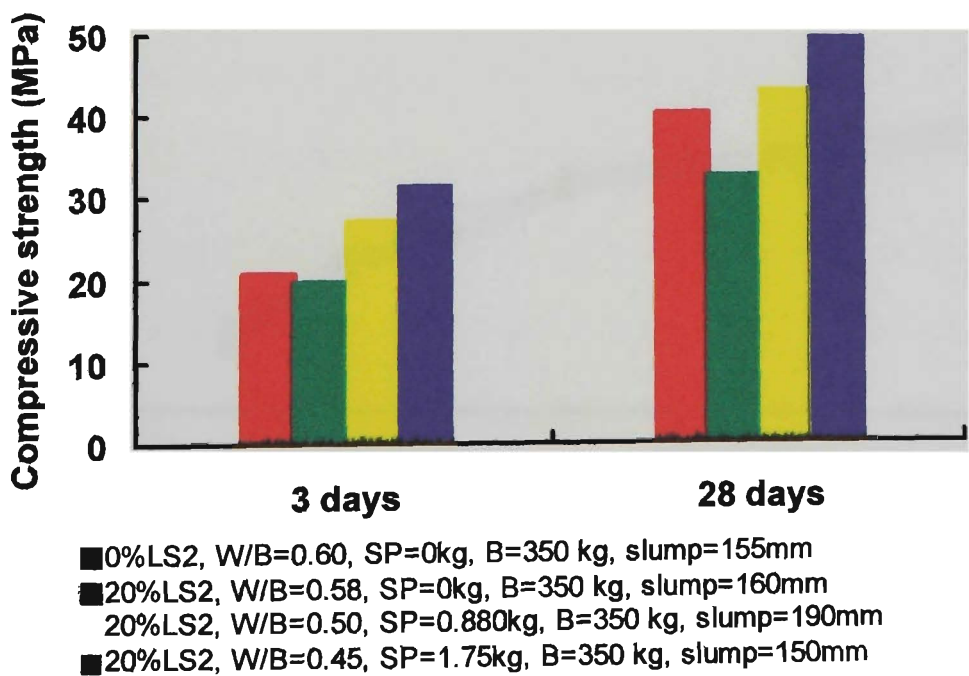 Compressive strength (MPa)
50
40
30
20
10
0
3 days
28 days
0%LS2, W/B=0.60, SP=0kg, B=350 kg, slump=155mm
20%LS2, W/B=0.58, SP=0kg, B=350 kg, slump=160mm
20%LS2, W/B=0.50, SP=0.880kg, B=350 kg, slump=190mm
20%LS2, W/B=0.45, SP=1.75kg, B=350 kg, slump=150mm